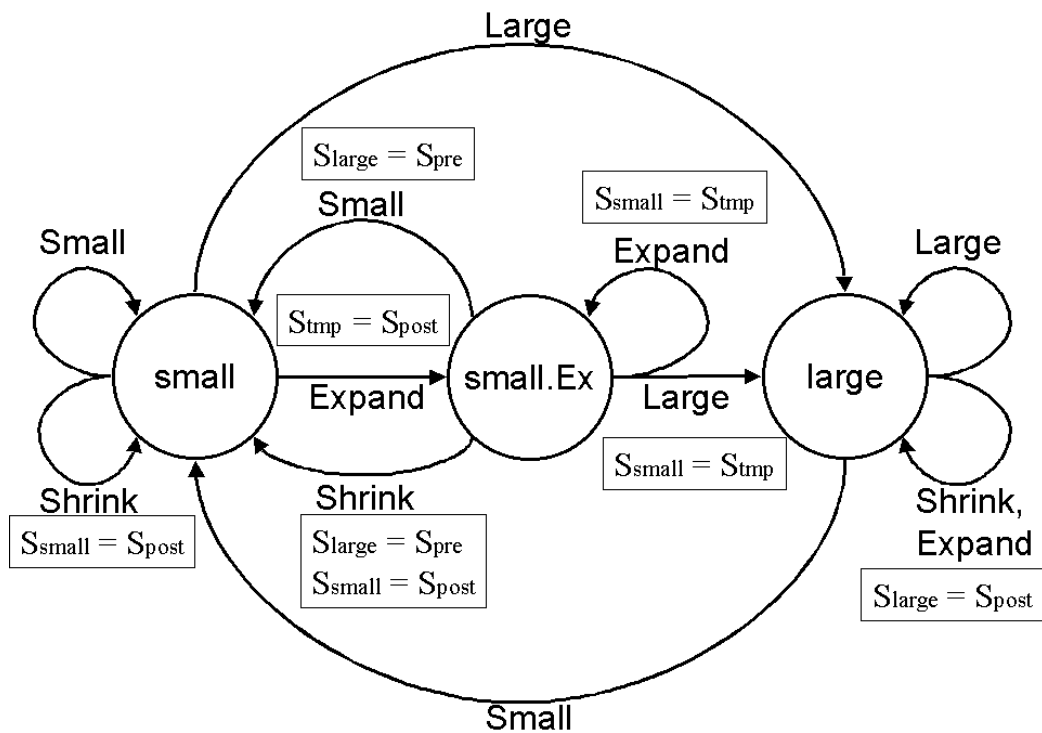 Large
Slarge = Spre
Small
Ssmall = Stmp
Small
Expand
Large
Stmp = Spost
small
Expand
small.Ex
Large
large
Ssmall = Stmp
Shrink
Ssmall = Spost
Shrink
Slarge = Spre
Ssmall = Spost
Shrink,
Expand
Slarge = Spost
Small